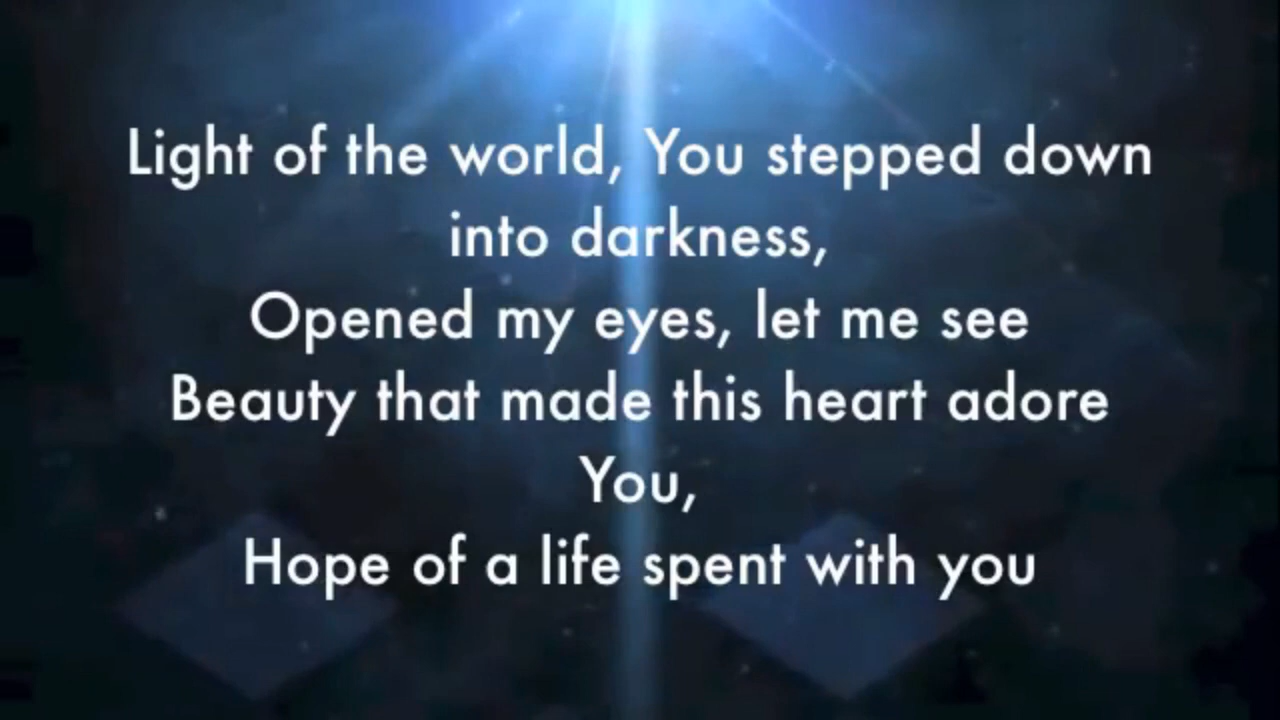 Light of the world, You stepped down
into darkness,
Opened my eyes, let me see
Beauty that made this heart adore
You,
Hope of a life spent with you